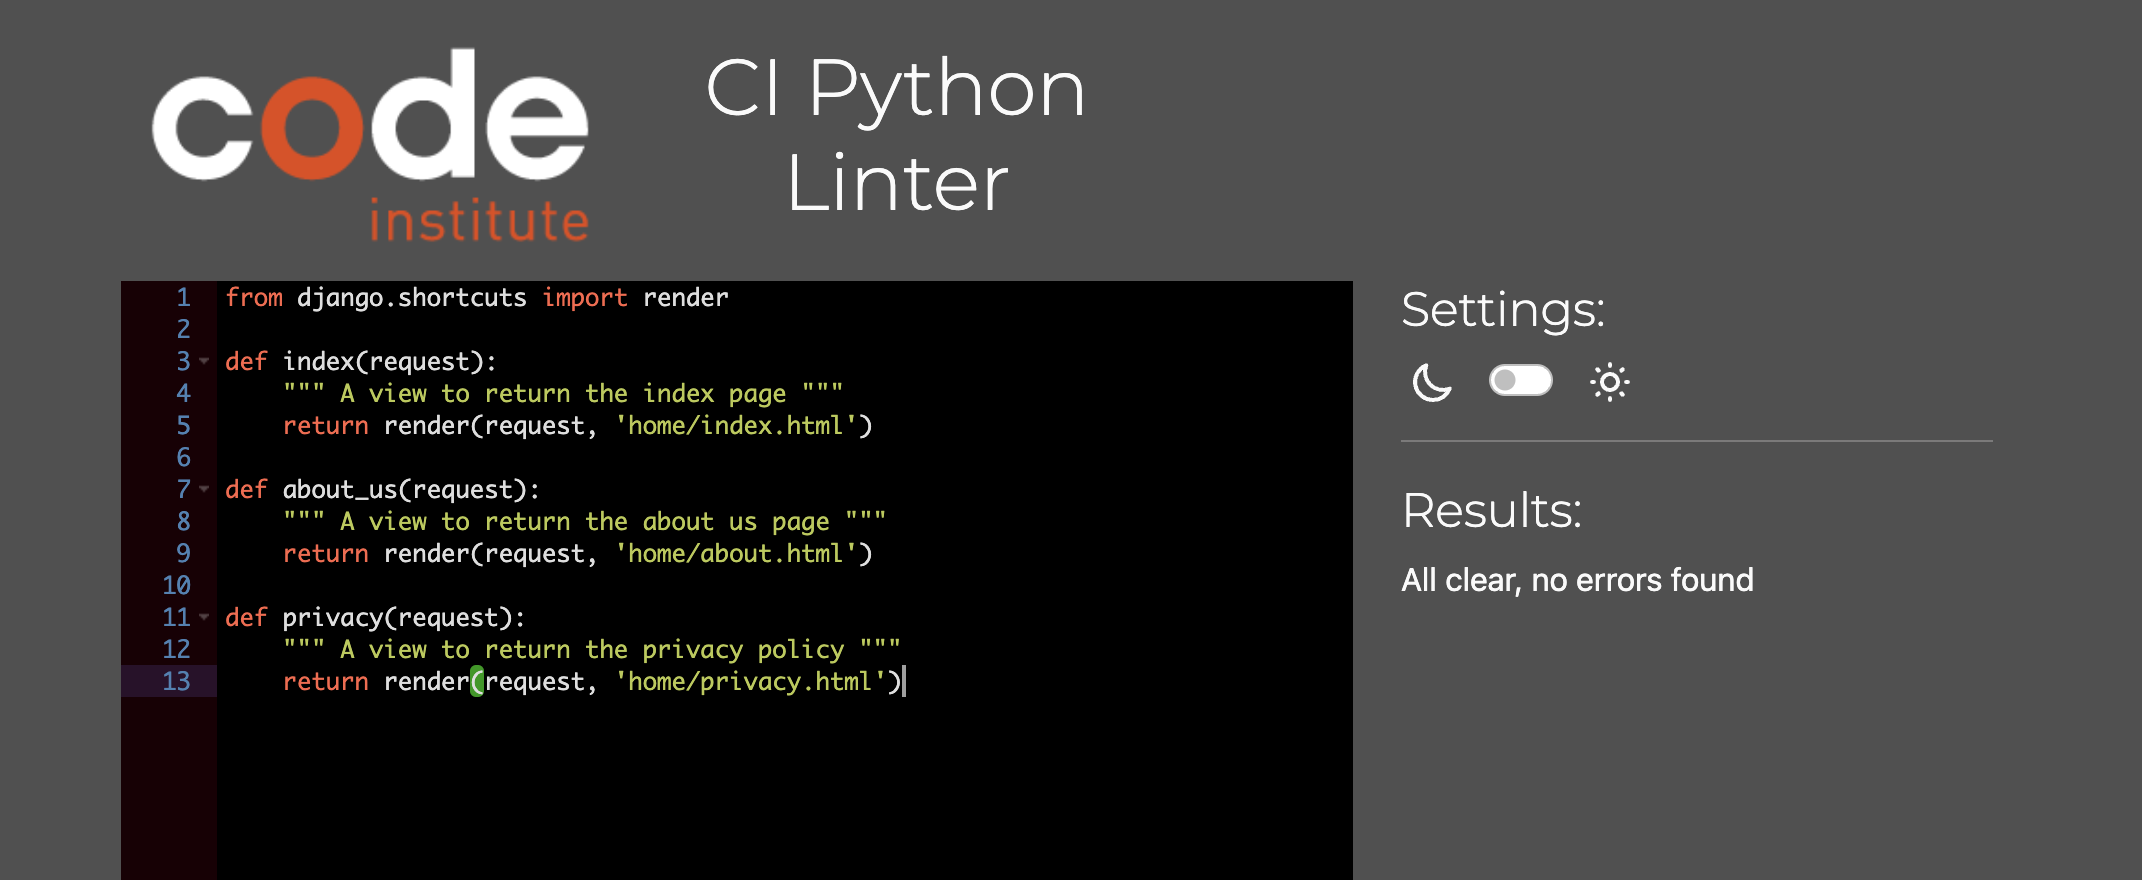 code
institute
CI Python
Linter
1 from django.shortcuts import render
2
3 def index(request):
4     """ A view to return the index page """
5     return render(request, 'home/index.html')
6
7 def about_us(request):
8     """ A view to return the about us page """
9     return render(request, 'home/about.html')
10
11 def privacy(request):
12     """ A view to return the privacy policy """
13     return render(request, 'home/privacy.html')
Settings:
Results:
All clear, no errors found